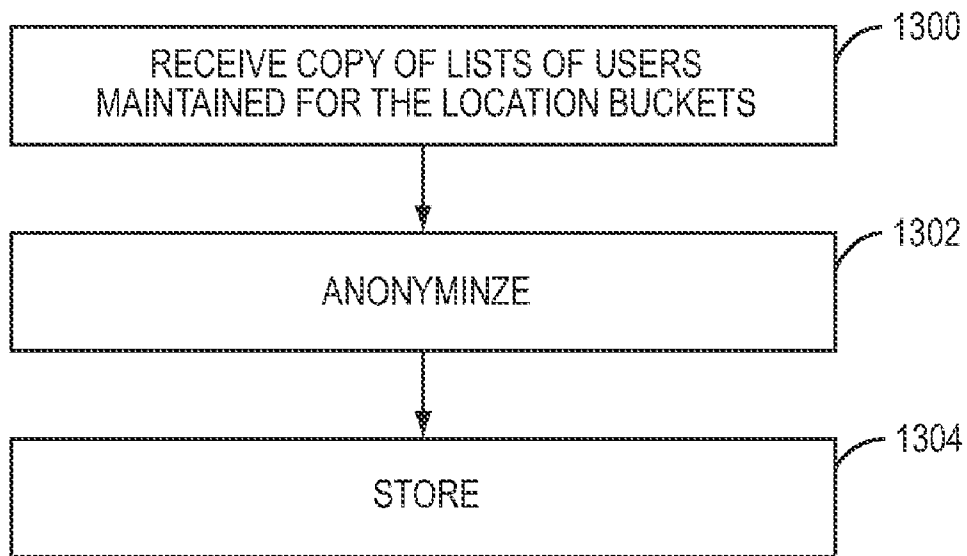 1300
RECEIVE COPY OF LISTS OF USERS
MAINTAINED FOR THE LOCATION BUCKETS
1302
ANONYMINZE
1304
STORE